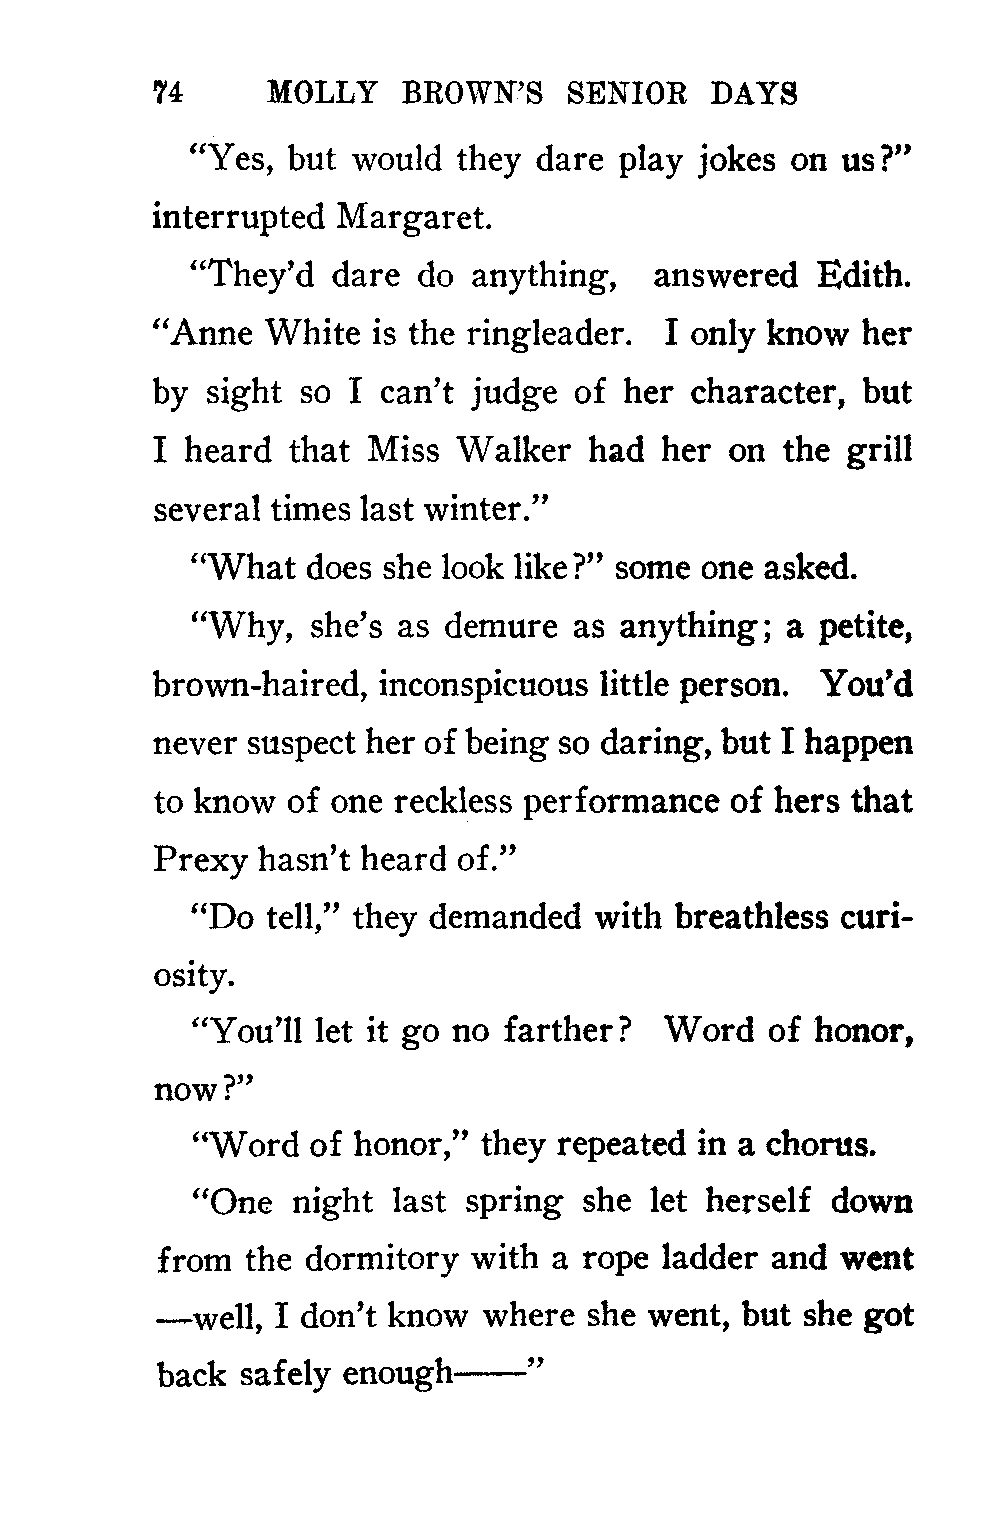 74 MOLLY BROWN'S SENIOR DAYS
“Yes, but would they dare play jokes on us?”
interrupted Margaret.
“They’d dare do anything, answered Edith.
“Anne White is the ringleader. I only know her
by sight so I can’t judge of her character, but
I heard that Miss Walker had her on the grill
several times last winter.”
“What does she look like?” some one asked.
“Why, she’s as demure as anything; a petite,
brown-haired, inconspicuous little person. You’d
never suspect her of being so daring, but I happen
to know of one reckless performance of hers that
Prexy hasn’t heard of.”
“Do tell,” they demanded with breathless curi-
osity.
“You’ll let it go no farther? Word of honor,
now?”
“Word of honor,” they repeated in a chorus.
“One night last spring she let herself down
from the dormitory with a rope ladder and went
—well, I don’t know where she went, but she got
back safely enough——”